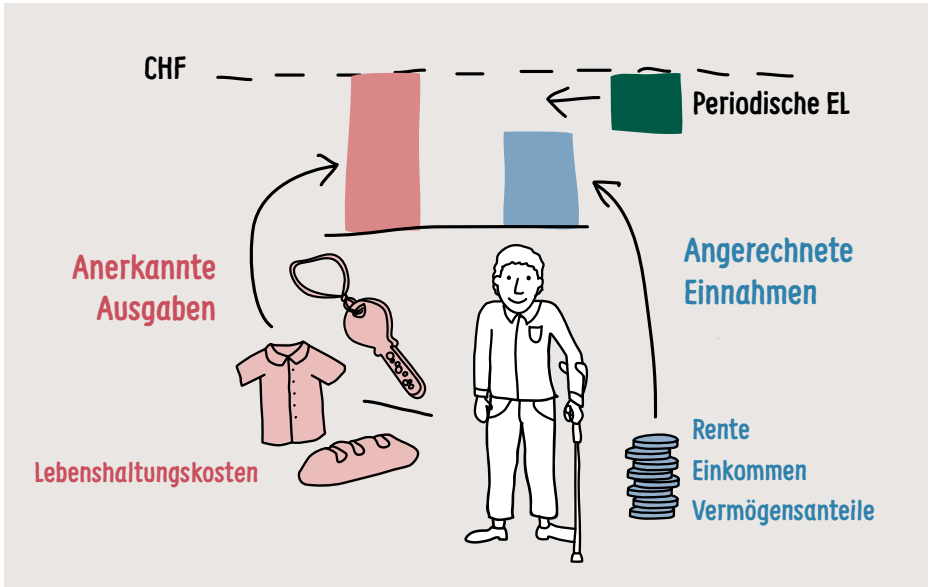 CHF
Periodische EL
Anerkannte
Ausgaben
Angerechnete
Einnahmen
Lebenshaltungskosten
Rente
Einkommen
Vermögensanteile